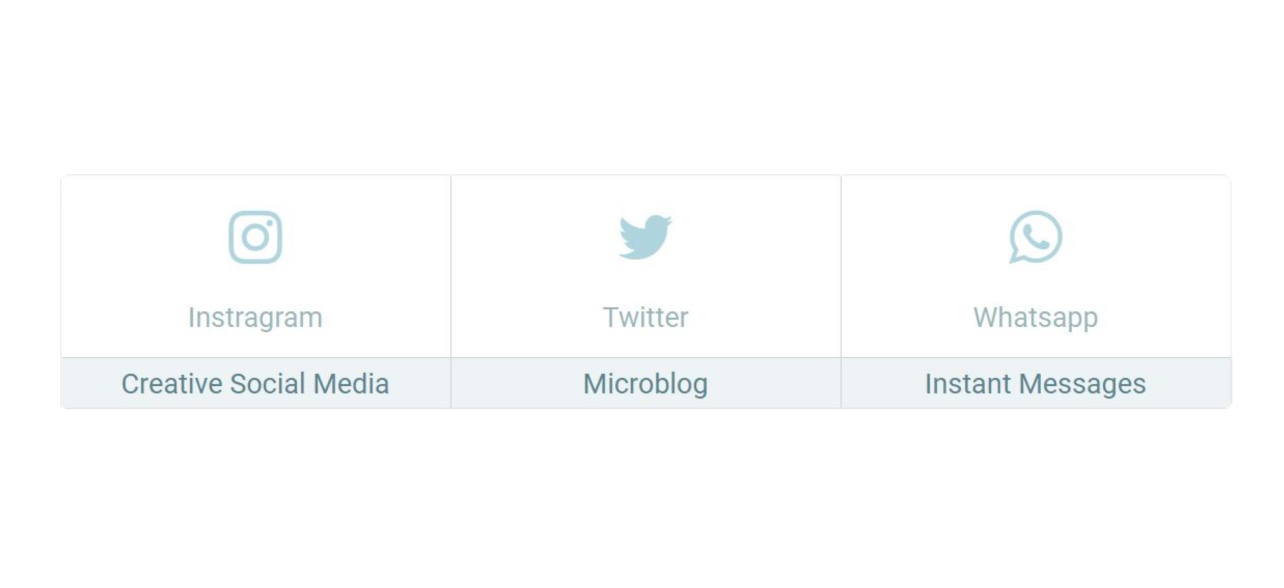 Instragram
Twitter
Whatsapp
Creative Social Media
Microblog
Instant Messages